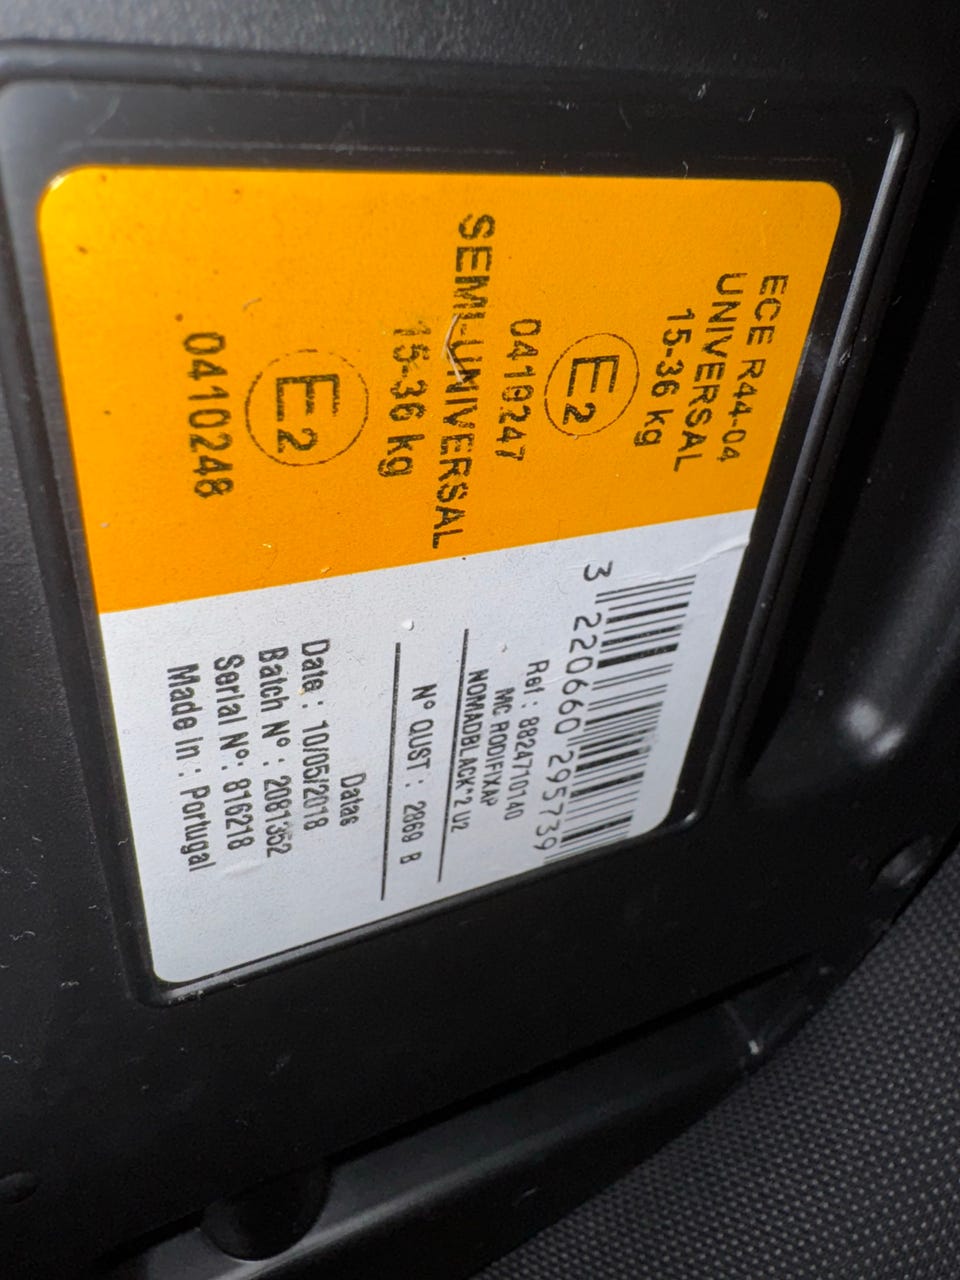 ECE R44-04
UNIVERSAL
15-36 kg
E2
0410247
SEMI-UNIVERSAL
15-36 kg
E2
0410248
3 220660 295739
Ref : 8824710140
MC RODIFIXAP
NOMADBLACK*2 U2
N° QUST : 2869 B
Datas
Date : 10/05/2018
Batch N° : 2081352
Serral N° : 816218
Made in : Portugal